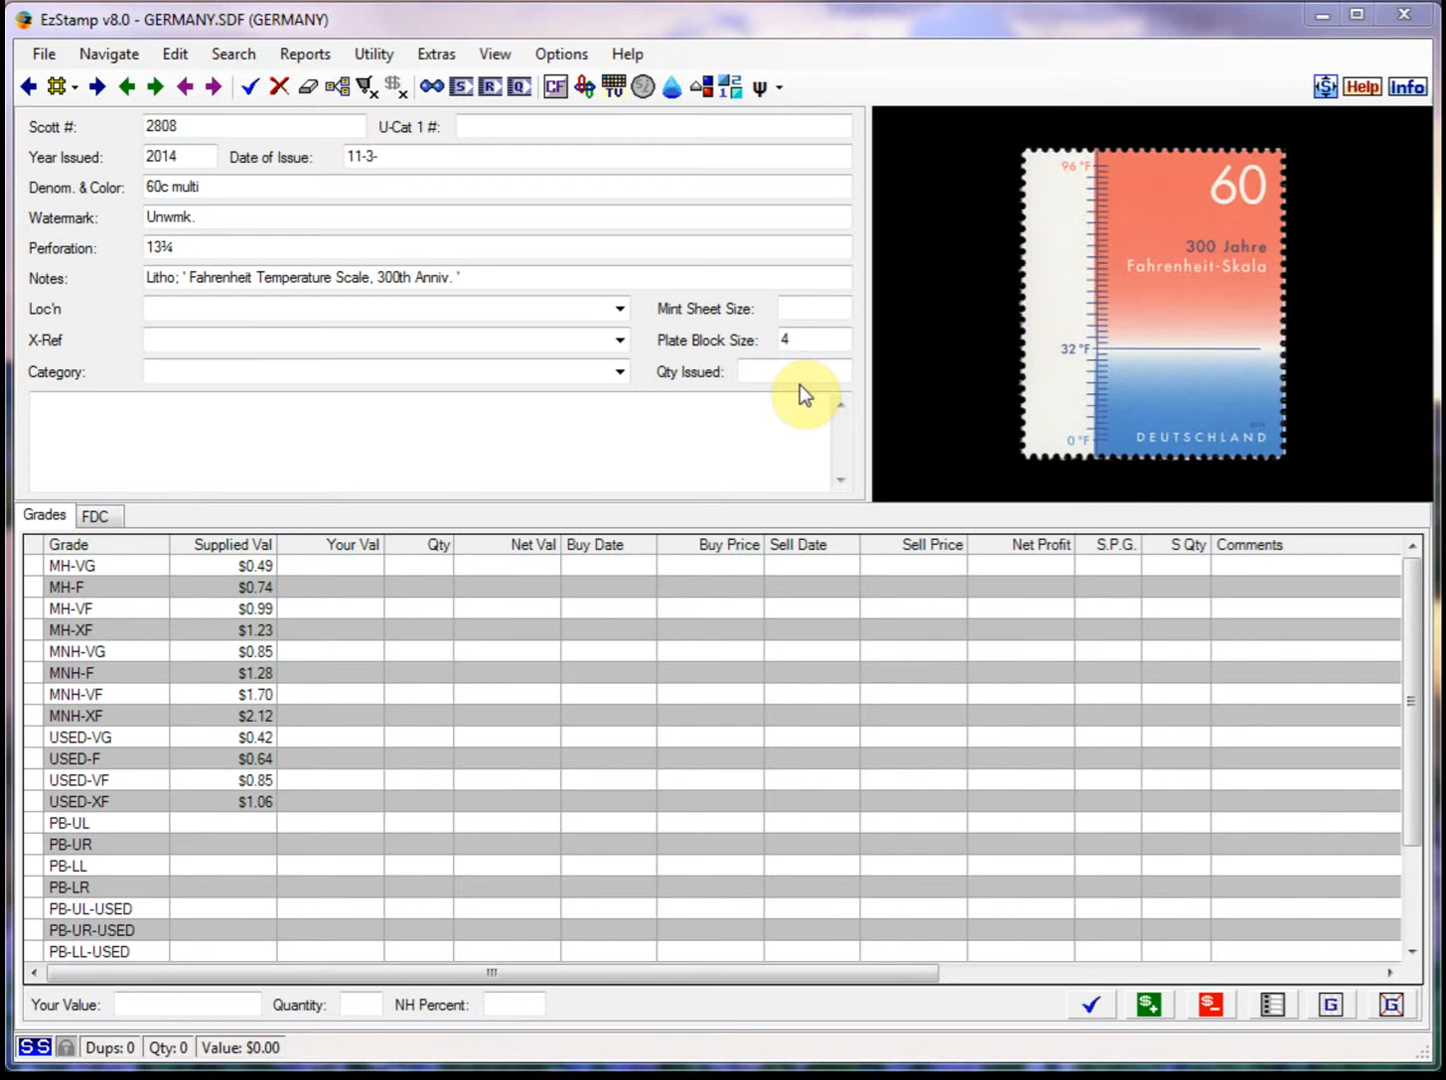 EzStamp v8.0 - GERMANY.SDF (GERMANY)
File Navigate Edit Search Reports Utility Extras View Options Help
S R Q CF TV Help Info
Scott #: 2808 U-Cat 1 #:
Year Issued: 2014 Date of Issue: 11-3-
Denom. & Color: 60c multi
Watermark: Unwmk.
Perforation: 13¾
Notes: Litho; ' Fahrenheit Temperature Scale, 300th Anniv. '
Loc'n Mint Sheet Size:
X-Ref Plate Block Size: 4
Category: Qty Issued:
96 °F 60
300 Jahre
Fahrenheit-Skala
32 °F
0 °F DEUTSCHLAND
Grades FDC
Grade Supplied Val Your Val Qty Net Val Buy Date Buy Price Sell Date Sell Price Net Profit S.P.G. S Qty Comments
MH-VG $0.49
MH-F $0.74
MH-VF $0.99
MH-XF $1.23
MNH-VG $0.85
MNH-F $1.28
MNH-VF $1.70
MNH-XF $2.12
USED-VG $0.42
USED-F $0.64
USED-VF $0.85
USED-XF $1.06
PB-UL
PB-UR
PB-LL
PB-LR
PB-UL-USED
PB-UR-USED
PB-LL-USED
Your Value: Quantity: NH Percent: G G
SS Dups: 0 Qty: 0 Value: $0.00